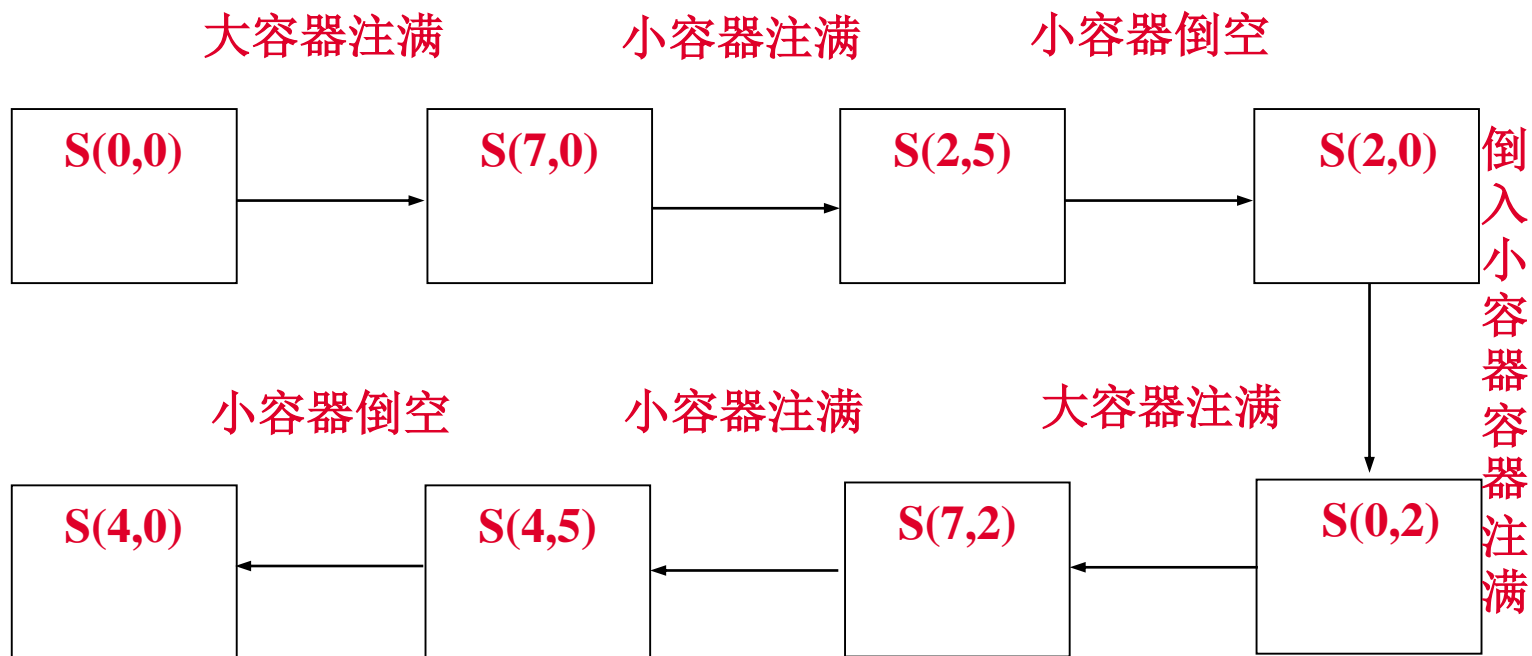 大容器注满 小容器注满 小容器倒空
S(0,0) S(7,0) S(2,5) S(2,0)
倒入小容器容器注满
小容器倒空 小容器注满 大容器注满
S(4,0) S(4,5) S(7,2) S(0,2)